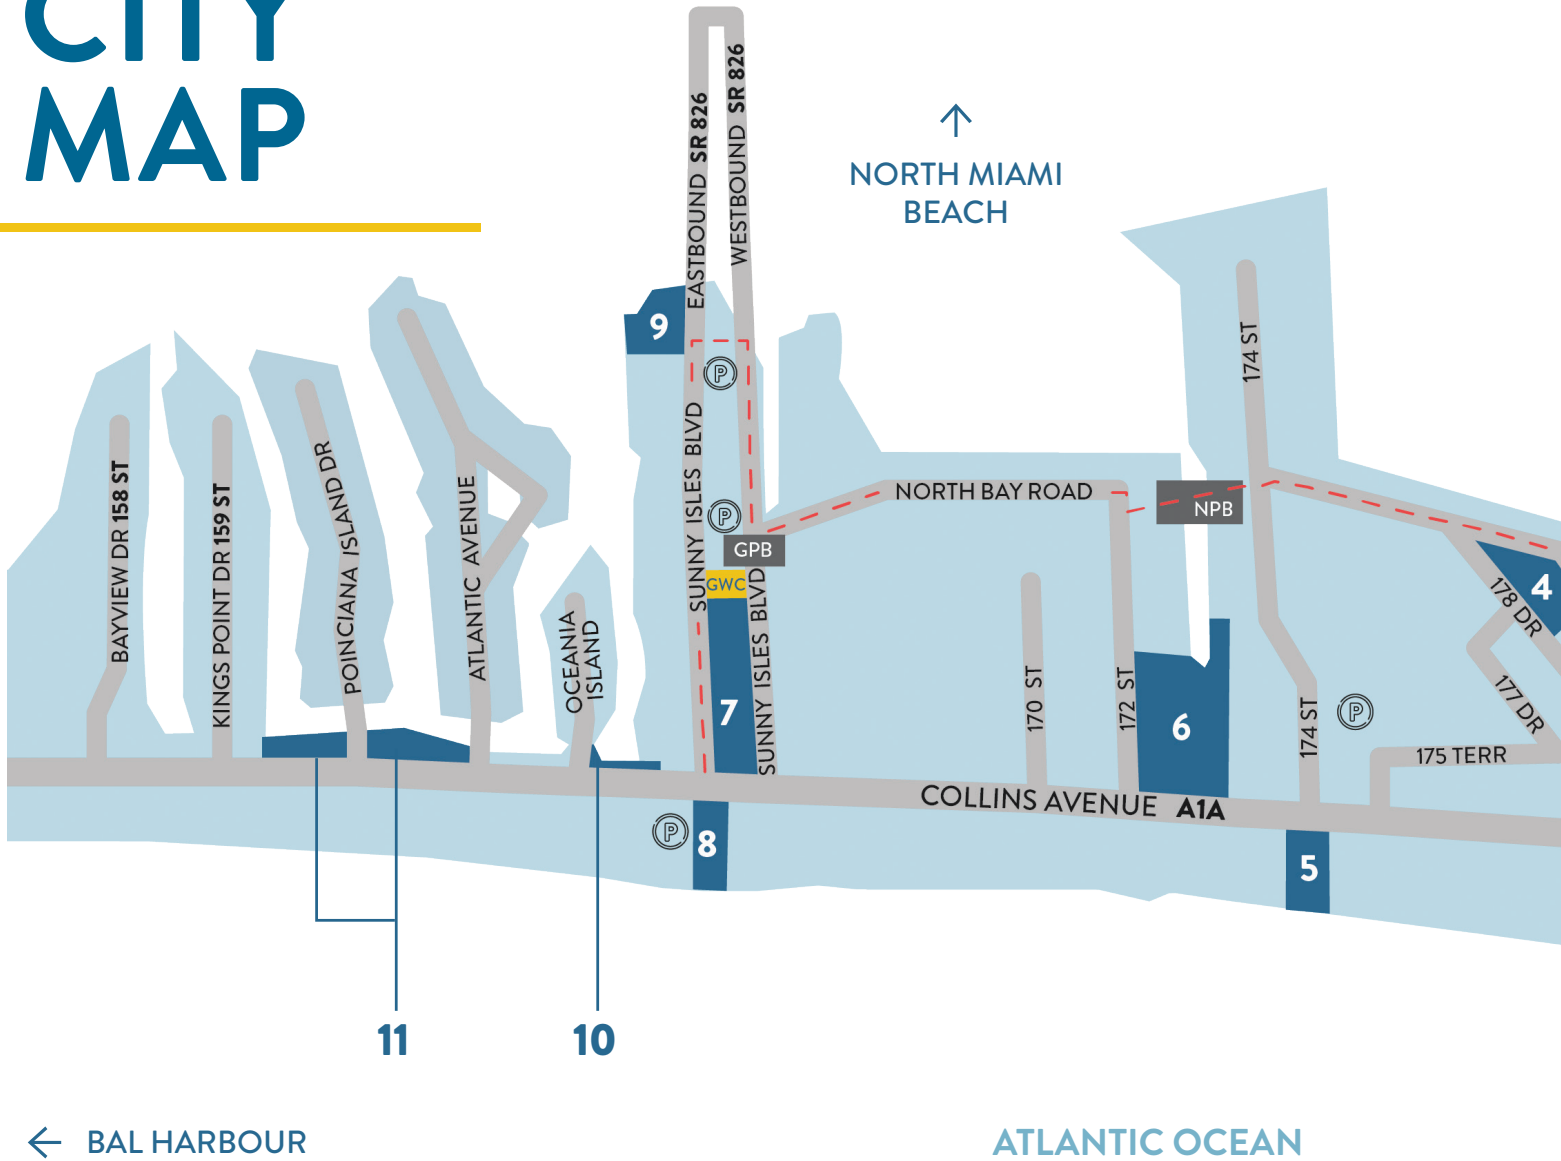 CITY
MAP
EASTBOUND SR 826
WESTBOUND SR 826
NORTH MIAMI
BEACH
9
P
174 ST
BAYVIEW DR 158 ST
KINGS POINT DR 159 ST
POINCIANA ISLAND DR
ATLANTIC AVENUE
OCEANIA
ISLAND
SUNNY ISLES BLVD
P
GPB
GWC
SUNNY ISLES BLVD
NORTH BAY ROAD
NPB
4
178 DR
177 DR
170 ST
172 ST
174 ST
P
175 TERR
7
6
COLLINS AVENUE A1A
P
8
5
11
10
BAL HARBOUR
ATLANTIC OCEAN